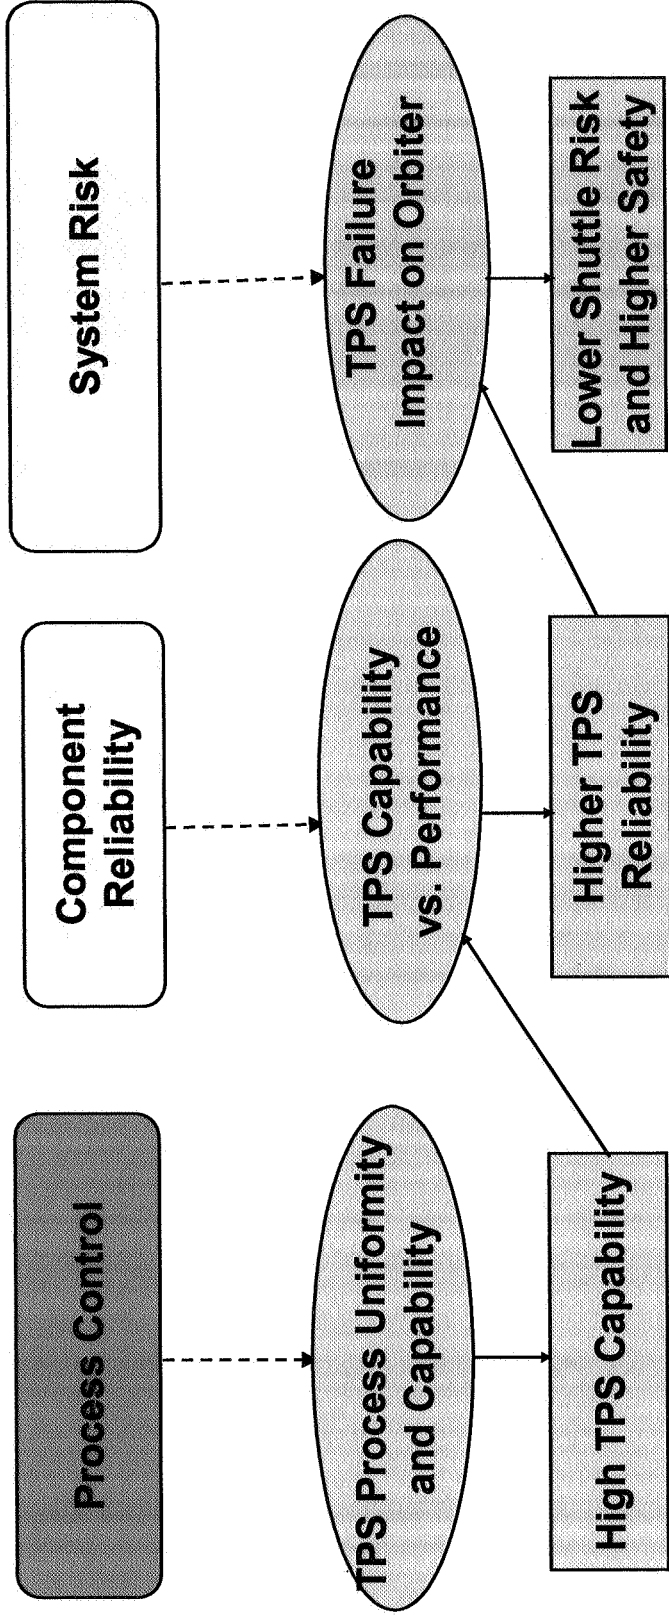 Process Control
Component
Reliability
System Risk
TPS Process Uniformity
and Capability
TPS Capability
vs. Performance
TPS Failure
Impact on Orbiter
High TPS Capability
Higher TPS
Reliability
Lower Shuttle Risk
and Higher Safety